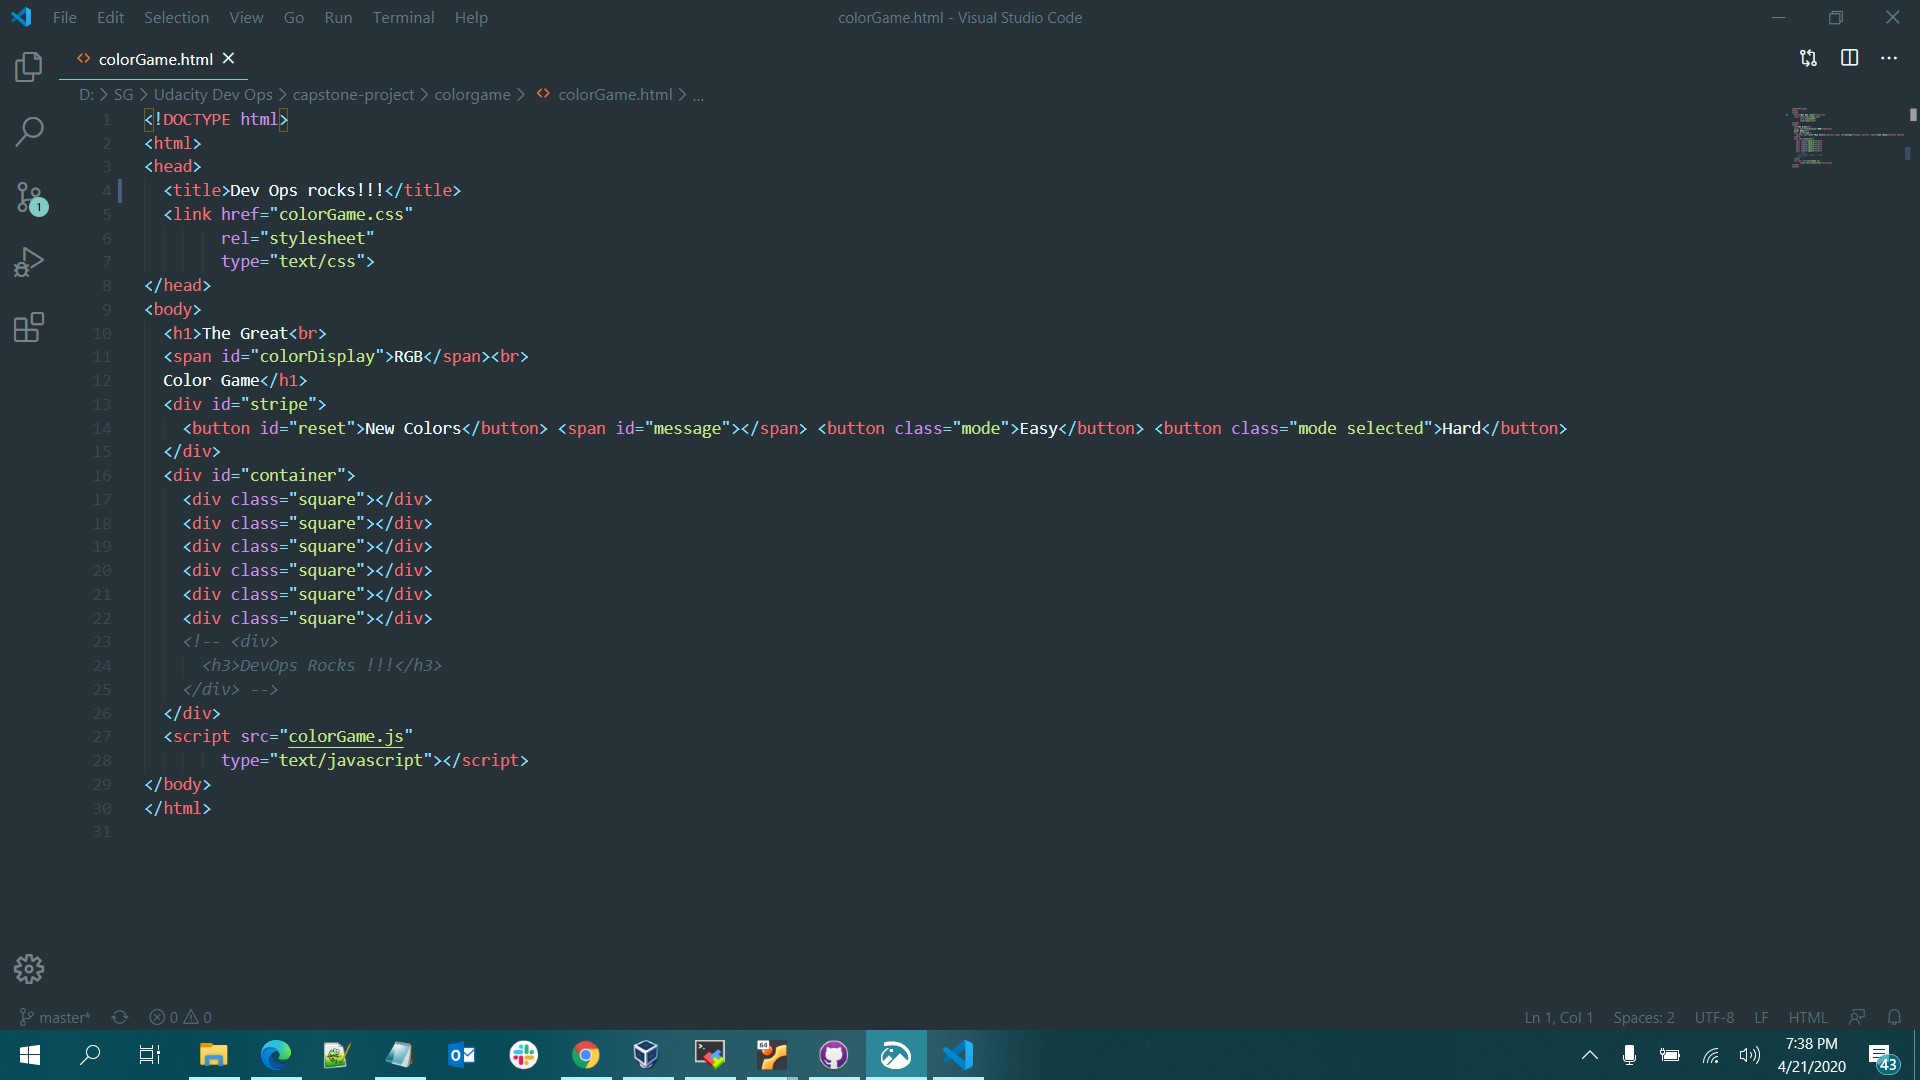 File Edit Selection View Go Run Terminal Help
colorGame.html - Visual Studio Code
colorGame.html
D: > SG > Udacity Dev Ops > capstone-project > colorgame > <> colorGame.html > ...
1 <!DOCTYPE html>
2 <html>
3 <head>
4 <title>Dev Ops rocks!!!</title>
5 <link href="colorGame.css"
6 rel="stylesheet"
7 type="text/css">
8 </head>
9 <body>
10 <h1>The Great<br>
11 <span id="colorDisplay">RGB</span><br>
12 Color Game</h1>
13 <div id="stripe">
14 <button id="reset">New Colors</button> <span id="message"></span> <button class="mode">Easy</button> <button class="mode selected">Hard</button>
15 </div>
16 <div id="container">
17 <div class="square"></div>
18 <div class="square"></div>
19 <div class="square"></div>
20 <div class="square"></div>
21 <div class="square"></div>
22 <div class="square"></div>
23 <!-- <div>
24 <h3>DevOps Rocks !!!</h3>
25 </div> -->
26 </div>
27 <script src="colorGame.js"
28 type="text/javascript"></script>
29 </body>
30 </html>
31
1
master* 0 0
Ln 1, Col 1 Spaces: 2 UTF-8 LF HTML
7:38 PM
4/21/2020
43